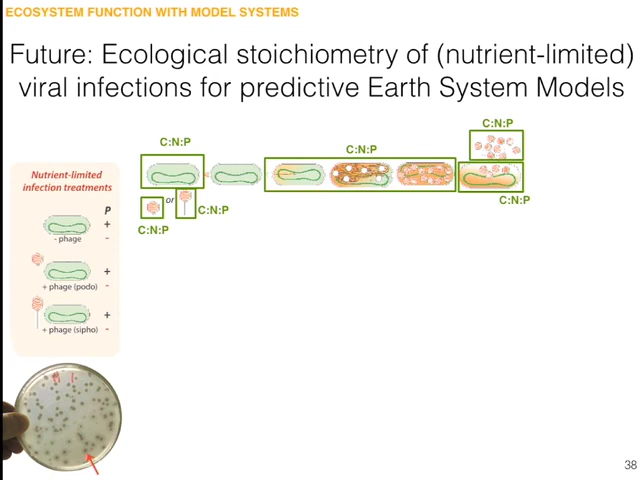 ECOSYSTEM FUNCTION WITH MODEL SYSTEMS
Future: Ecological stoichiometry of (nutrient-limited)
viral infections for predictive Earth System Models
C:N:P
C:N:P
C:N:P
or
C:N:P
C:N:P
C:N:P
Nutrient-limited
infection treatments
P
+
- phage -
+
+ phage (podo) -
+
+ phage (sipho) -
38